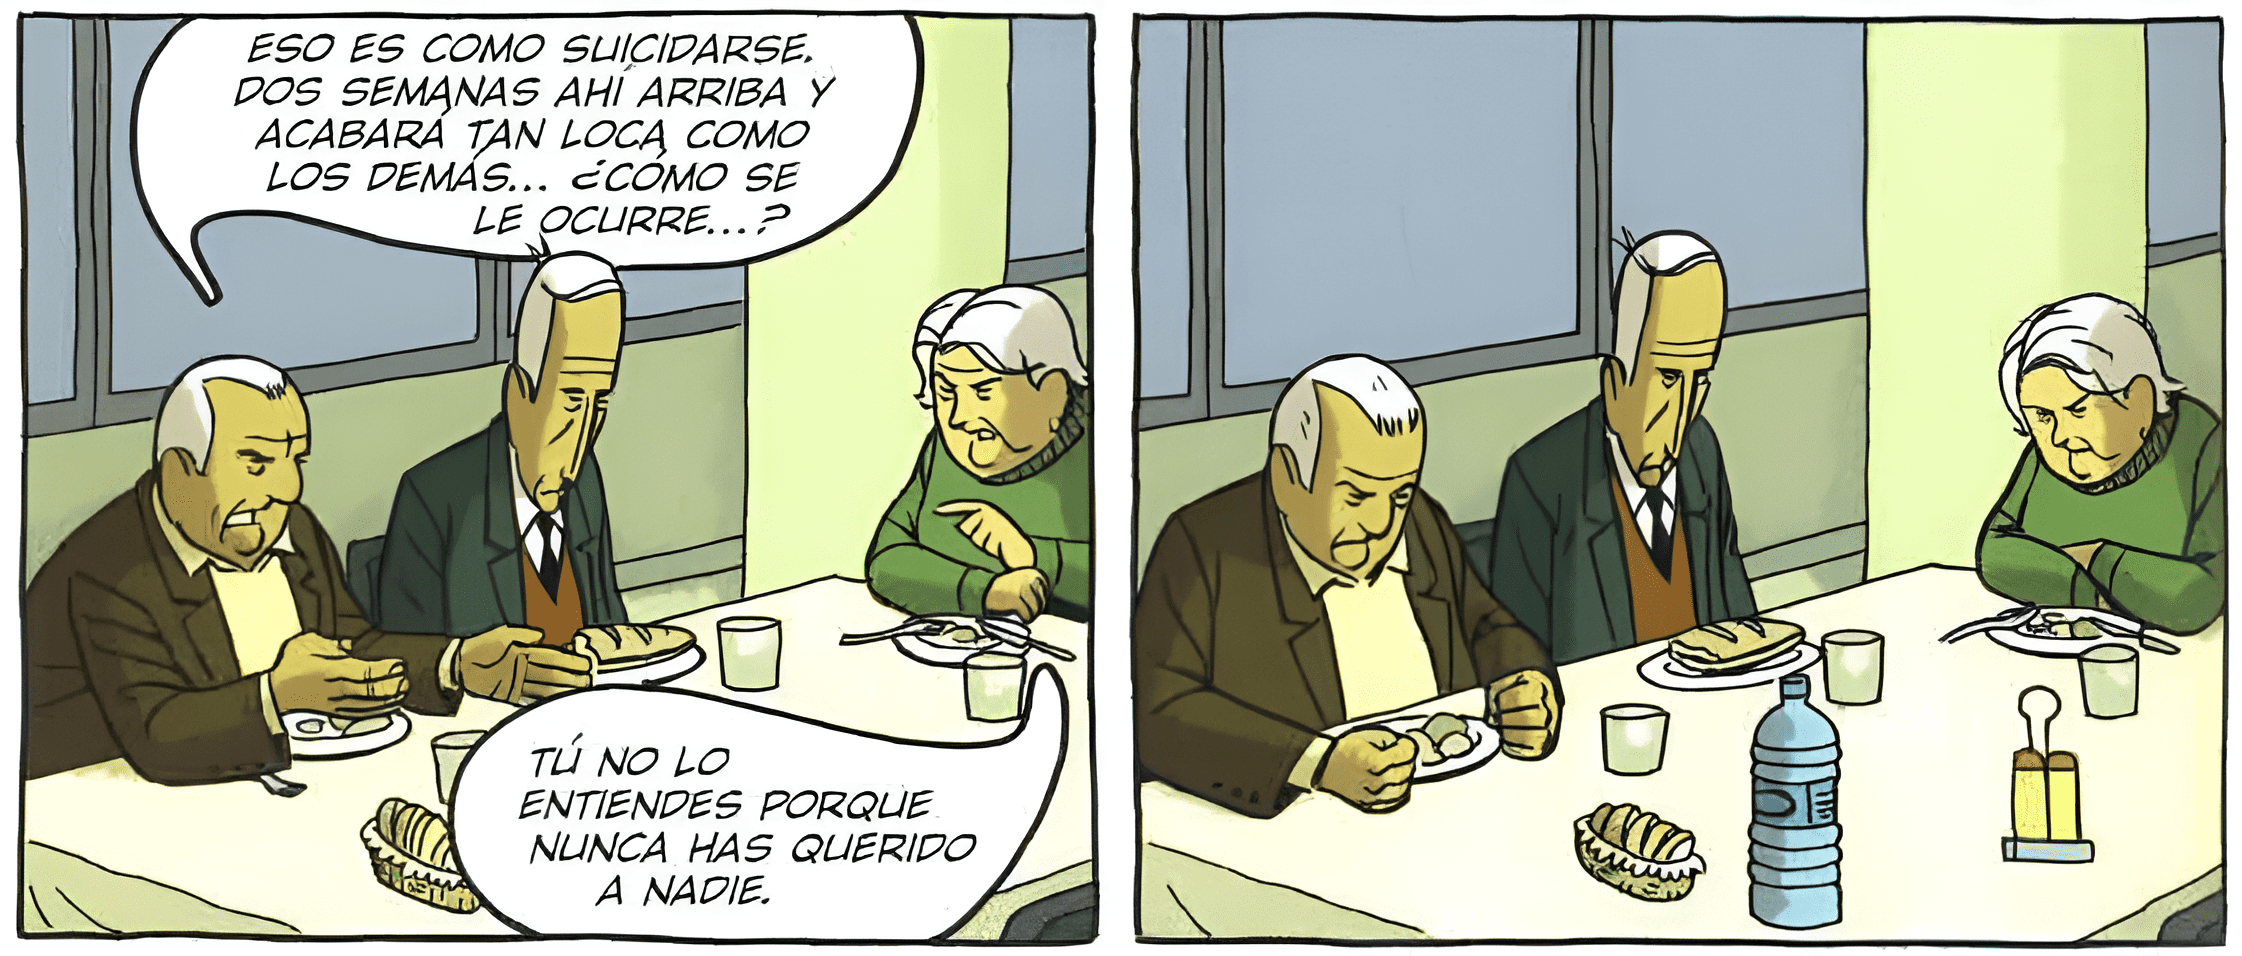 ESO ES COMO SUICIDARSE.
DOS SEMANAS AHÍ ARRIBA Y
ACABARÁ TAN LOCA COMO
LOS DEMÁS... ¿CÓMO SE
LE OCURRE...?
TÚ NO LO
ENTIENDES PORQUE
NUNCA HAS QUERIDO
A NADIE.